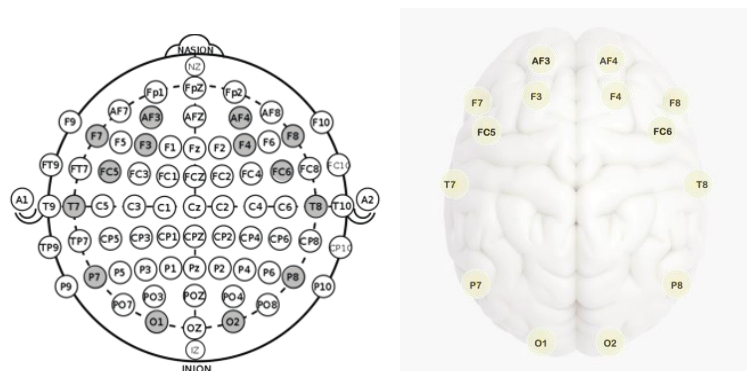 NASION
NZ
Fp1 FpZ Fp2
AF7 AF3 AFZ AF4 AF8
F9 F7 F5 F3 F1 Fz F2 F4 F6 F8 F10
FT9 FT7 FC5 FC3 FC1 FCZ FC2 FC4 FC6 FC8 FC10
A1 T9 T7 C5 C3 C1 Cz C2 C4 C6 T8 T10 A2
TP9 TP7 CP5 CP3 CP1 CPZ CP2 CP4 CP6 CP8 CP10
P9 P7 P5 P3 P1 Pz P2 P4 P6 P8 P10
PO7 PO3 POZ PO4 PO8
O1 OZ O2
IZ
INION
AF3 AF4
F7 F3 F4 F8
FC5 FC6
T7 T8
P7 P8
O1 O2